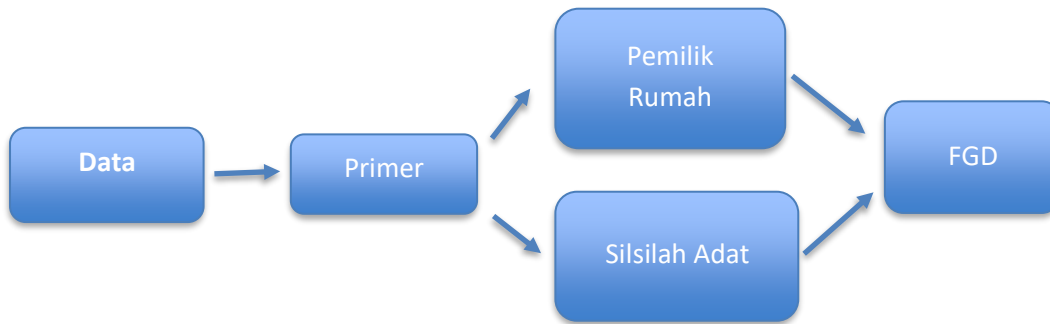 Data
Primer
Pemilik
Rumah
Silsilah Adat
FGD